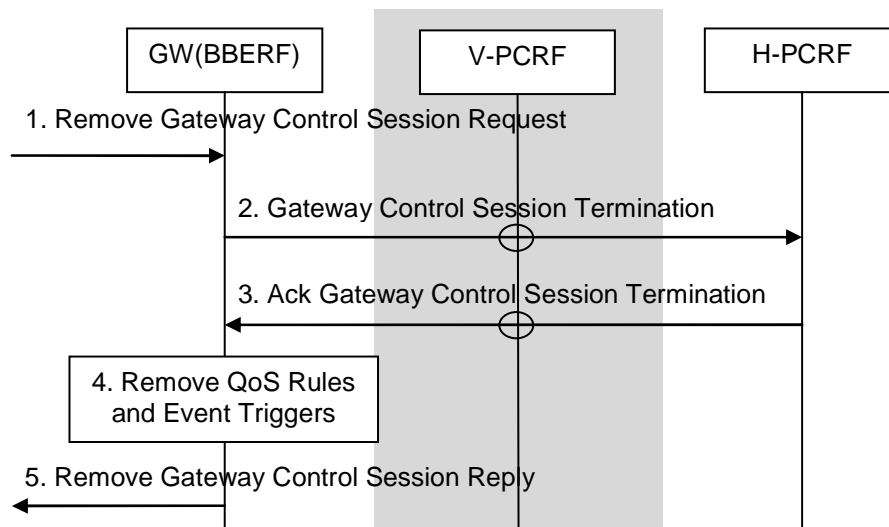 GW(BBERF)
V-PCRF
H-PCRF
1. Remove Gateway Control Session Request
2. Gateway Control Session Termination
3. Ack Gateway Control Session Termination
4. Remove QoS Rules
and Event Triggers
5. Remove Gateway Control Session Reply